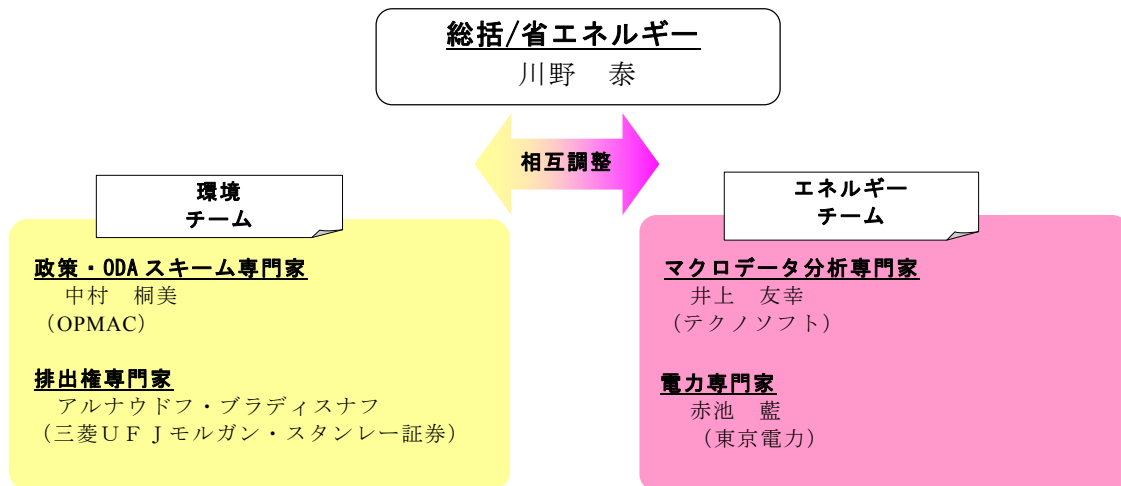 総括/省エネルギー
川野　泰
相互調整
環境
チーム
政策・ODAスキーム専門家
中村　桐美
（OPMAC）
排出権専門家
アルナウドフ・ブラディスナフ
（三菱ＵＦＪモルガン・スタンレー証券）
エネルギー
チーム
マクロデータ分析専門家
井上　友幸
（テクノソフト）
電力専門家
赤池　藍
（東京電力）